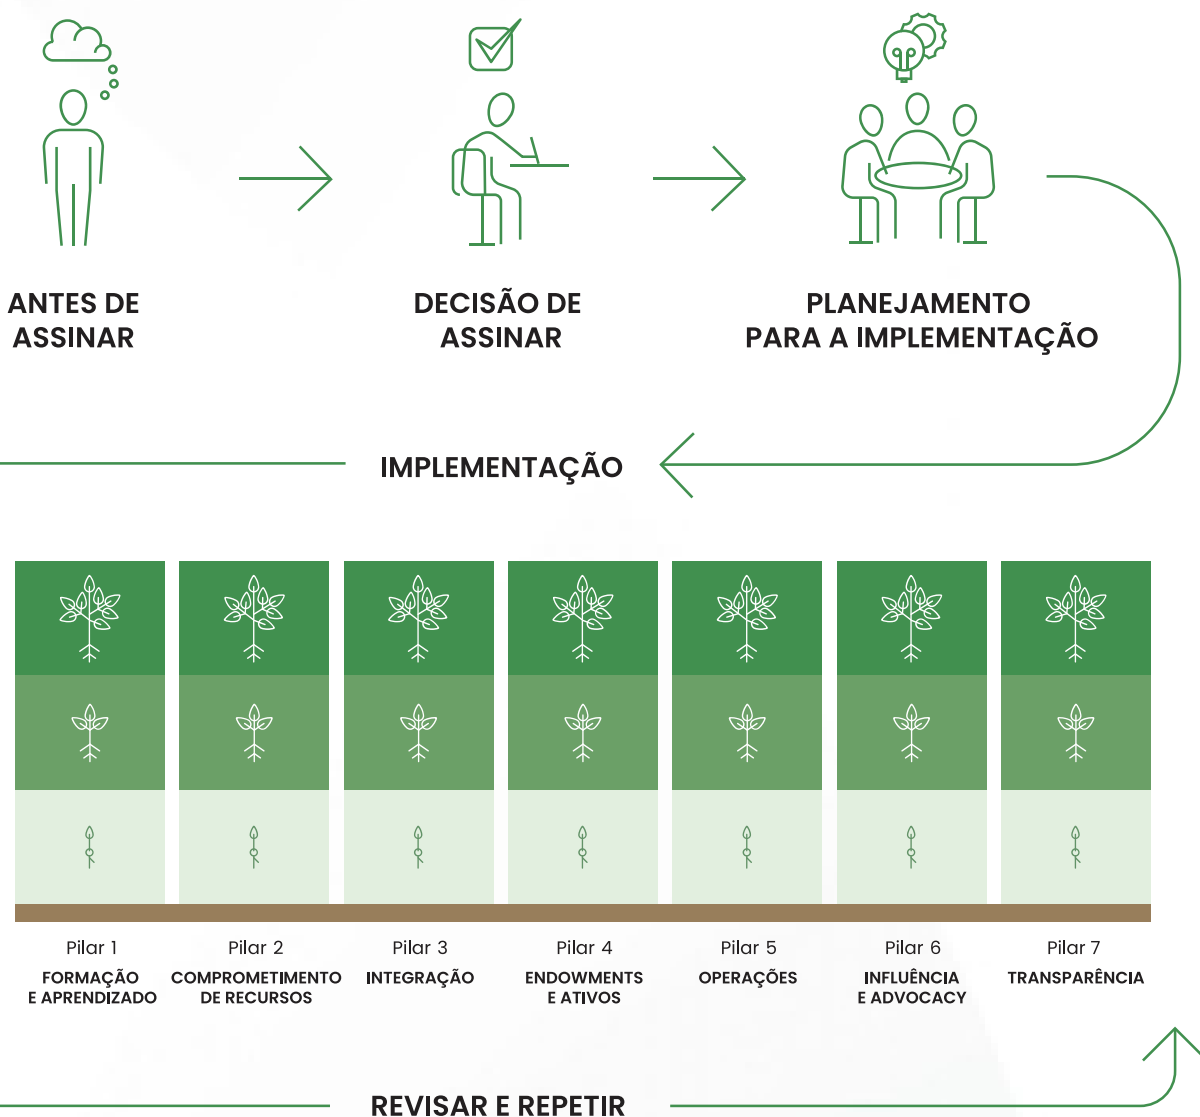 ANTES DE
ASSINAR
DECISÃO DE
ASSINAR
PLANEJAMENTO
PARA A IMPLEMENTAÇÃO
IMPLEMENTAÇÃO
Pilar 1
FORMAÇÃO
E APRENDIZADO
Pilar 2
COMPROMETIMENTO
DE RECURSOS
Pilar 3
INTEGRAÇÃO
Pilar 4
ENDOWMENTS
E ATIVOS
Pilar 5
OPERAÇÕES
Pilar 6
INFLUÊNCIA
E ADVOCACY
Pilar 7
TRANSPARÊNCIA
REVISAR E REPETIR